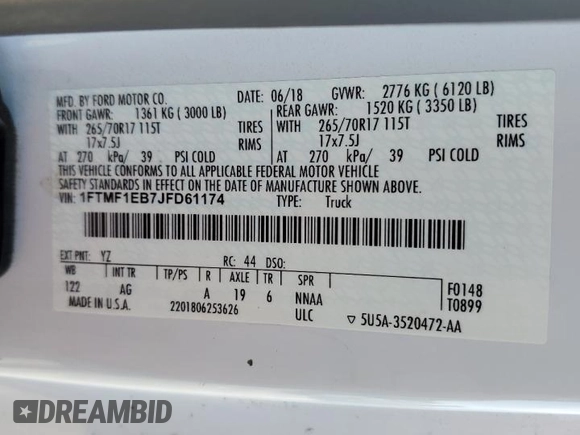 MFD. BY FORD MOTOR CO.
DATE: 06/18 GVWR: 2776 KG ( 6120 LB)
FRONT GAWR: 1361 KG ( 3000 LB)
REAR GAWR: 1520 KG ( 3350 LB)
WITH 265/70R17 115T TIRES
WITH 265/70R17 115T TIRES
17x7.5J RIMS
17x7.5J RIMS
AT 270 kPa/ 39 PSI COLD
AT 270 kPa/ 39 PSI COLD
THIS VEHICLE CONFORMS TO ALL APPLICABLE FEDERAL MOTOR VEHICLE
SAFETY STANDARDS IN EFFECT ON THE DATE OF MANUFACTURE SHOWN ABOVE.
VIN: 1FTMF1EB7JFD61174
TYPE: Truck
EXT PNT: YZ RC: 44 DSO:
WB INT TR TP/PS R AXLE TR SPR
122 AG A 19 6 NNAA
F0148
T0899
MADE IN U.S.A. 2201806253626 ULC
5U5A-3520472-AA
DREAMBID